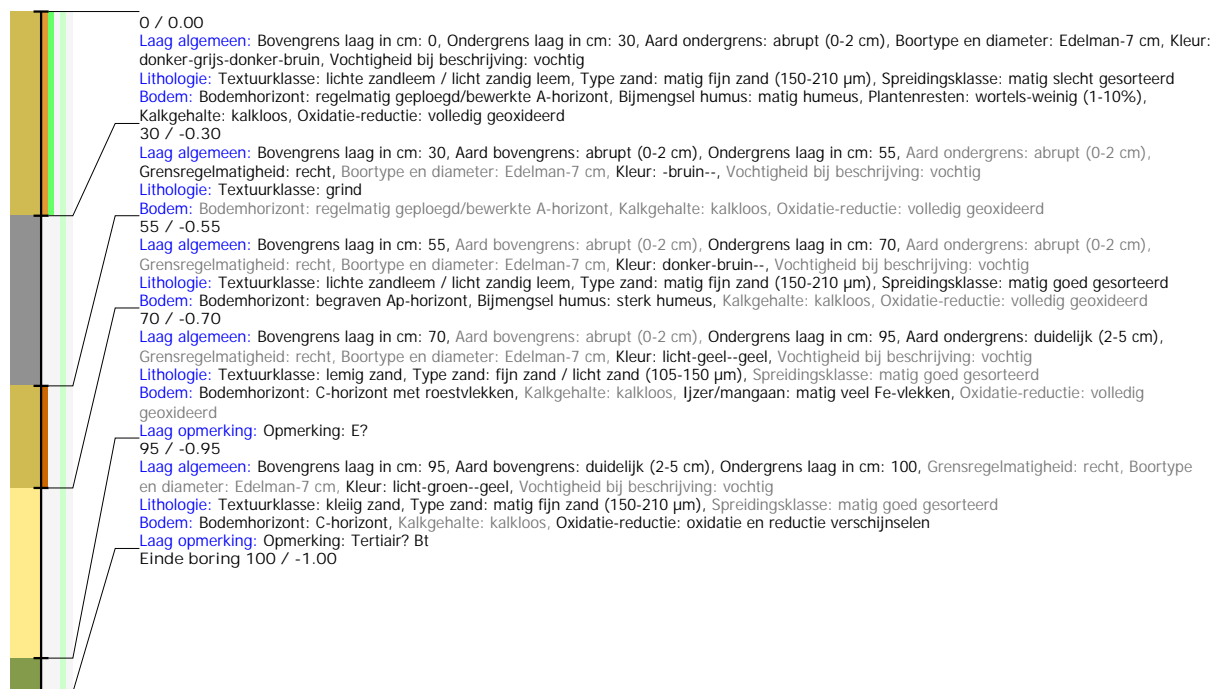 0 / 0.00
Laag algemeen: Bovengrens laag in cm: 0, Ondergrens laag in cm: 30, Aard ondergrens: abrupt (0-2 cm), Boortype en diameter: Edelman-7 cm, Kleur:
donker-grijs-donker-bruin, Vochtigheid bij beschrijving: vochtig
Lithologie: Textuurklasse: lichte zandleem / licht zandig leem, Type zand: matig fijn zand (150-210 µm), Spreidingsklasse: matig slecht gesorteerd
Bodem: Bodemhorizont: regelmatig geploegd/bewerkte A-horizont, Bijmengsel humus: matig humeus, Plantenresten: wortels-weinig (1-10%),
Kalkgehalte: kalkloos, Oxidatie-reductie: volledig geoxideerd
30 / -0.30
Laag algemeen: Bovengrens laag in cm: 30, Aard bovengrens: abrupt (0-2 cm), Ondergrens laag in cm: 55, Aard ondergrens: abrupt (0-2 cm),
Grensregelmatigheid: recht, Boortype en diameter: Edelman-7 cm, Kleur: -bruin--, Vochtigheid bij beschrijving: vochtig
Lithologie: Textuurklasse: grind
Bodem: Bodemhorizont: regelmatig geploegd/bewerkte A-horizont, Kalkgehalte: kalkloos, Oxidatie-reductie: volledig geoxideerd
55 / -0.55
Laag algemeen: Bovengrens laag in cm: 55, Aard bovengrens: abrupt (0-2 cm), Ondergrens laag in cm: 70, Aard ondergrens: abrupt (0-2 cm),
Grensregelmatigheid: recht, Boortype en diameter: Edelman-7 cm, Kleur: donker-bruin--, Vochtigheid bij beschrijving: vochtig
Lithologie: Textuurklasse: lichte zandleem / licht zandig leem, Type zand: matig fijn zand (150-210 µm), Spreidingsklasse: matig goed gesorteerd
Bodem: Bodemhorizont: begraven Ap-horizont, Bijmengsel humus: sterk humeus, Kalkgehalte: kalkloos, Oxidatie-reductie: volledig geoxideerd
70 / -0.70
Laag algemeen: Bovengrens laag in cm: 70, Aard bovengrens: abrupt (0-2 cm), Ondergrens laag in cm: 95, Aard ondergrens: duidelijk (2-5 cm),
Grensregelmatigheid: recht, Boortype en diameter: Edelman-7 cm, Kleur: licht-geel--geel, Vochtigheid bij beschrijving: vochtig
Lithologie: Textuurklasse: lemig zand, Type zand: fijn zand / licht zand (105-150 µm), Spreidingsklasse: matig goed gesorteerd
Bodem: Bodemhorizont: C-horizont met roestvlekken, Kalkgehalte: kalkloos, Ijzer/mangaan: matig veel Fe-vlekken, Oxidatie-reductie: volledig
geoxideerd
Laag opmerking: Opmerking: E?
95 / -0.95
Laag algemeen: Bovengrens laag in cm: 95, Aard bovengrens: duidelijk (2-5 cm), Ondergrens laag in cm: 100, Grensregelmatigheid: recht, Boortype
en diameter: Edelman-7 cm, Kleur: licht-groen--geel, Vochtigheid bij beschrijving: vochtig
Lithologie: Textuurklasse: kleiig zand, Type zand: matig fijn zand (150-210 µm), Spreidingsklasse: matig goed gesorteerd
Bodem: Bodemhorizont: C-horizont, Kalkgehalte: kalkloos, Oxidatie-reductie: oxidatie en reductie verschijnselen
Laag opmerking: Opmerking: Tertiair? Bt
Einde boring 100 / -1.00